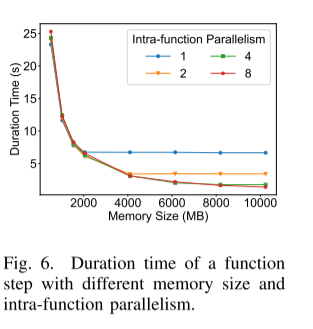 25
20
15
10
5
Duration Time (s)
Intra-function Parallelism
1 4
2 8
2000 4000 6000 8000 10000
Memory Size (MB)
Fig. 6. Duration time of a function
step with different memory size and
intra-function parallelism.